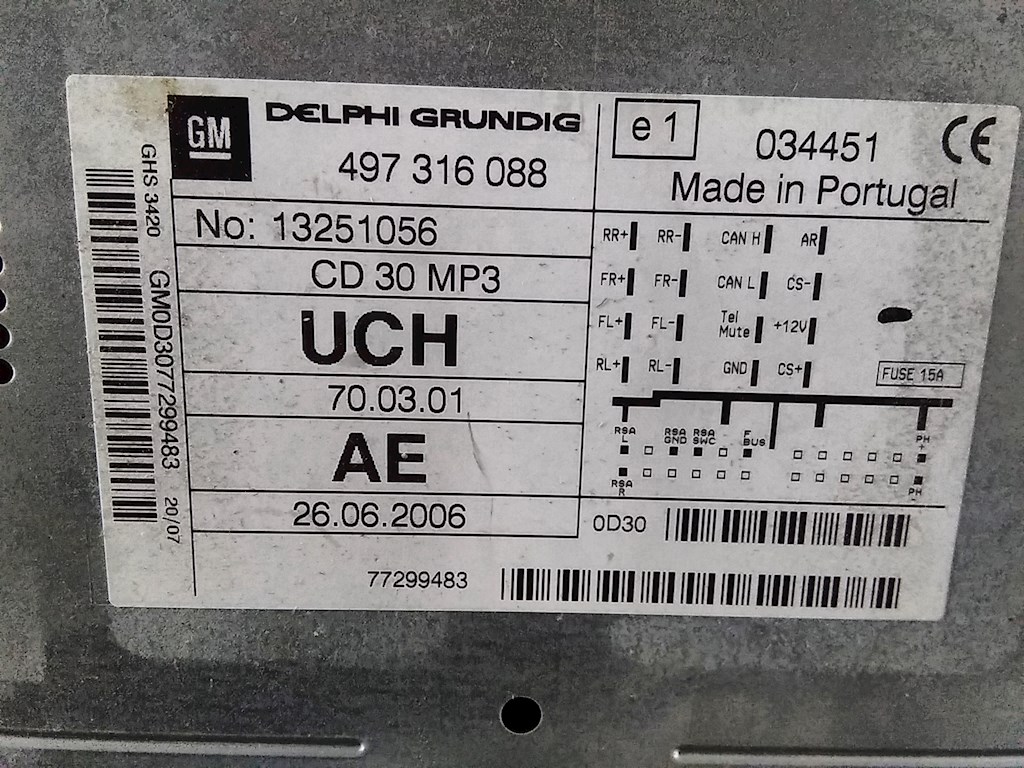 GM
DELPHI GRUNDIG
497 316 088
No: 13251056
CD 30 MP3
UCH
70.03.01
AE
26.06.2006
77299483
e 1
034451
CE
Made in Portugal
RR+ RR- CAN H AR
FR+ FR- CAN L CS-
FL+ FL- Tel Mute +12V
RL+ RL- GND CS+
FUSE 15A
RSA L RSA GND RSA SWC F BUS PH +
RSA R PH -
0D30
GHS 3420
GM0D3077299483 20/07